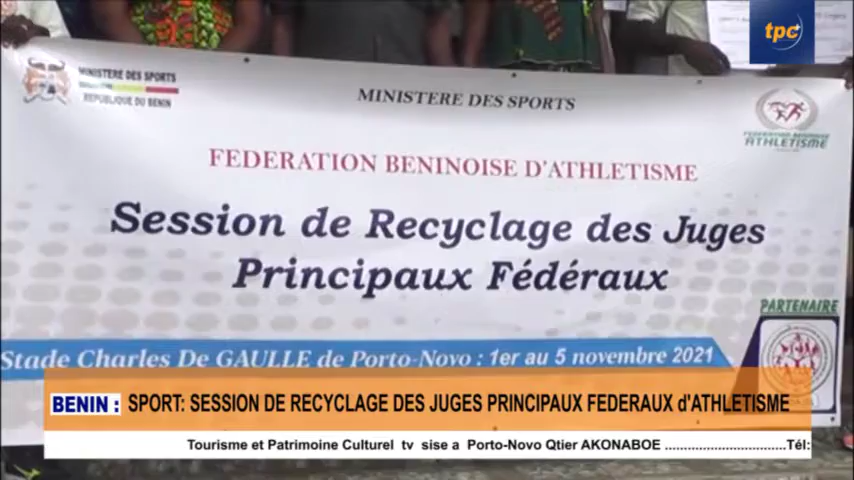 tpc
MINISTERE DES SPORTS
REPUBLIQUE DU BENIN
MINISTERE DES SPORTS
FEDERATION BENINOISE
ATHLETISME
FEDERATION BENINOISE D'ATHLETISME
Session de Recyclage des Juges
Principaux Fédéraux
PARTENAIRE
Stade Charles De GAULLE de Porto-Novo : 1er au 5 novembre 2021
BENIN : SPORT: SESSION DE RECYCLAGE DES JUGES PRINCIPAUX FEDERAUX d'ATHLETISME
Tourisme et Patrimoine Culturel tv sise a Porto-Novo Qtier AKONABOE ................................Tél: